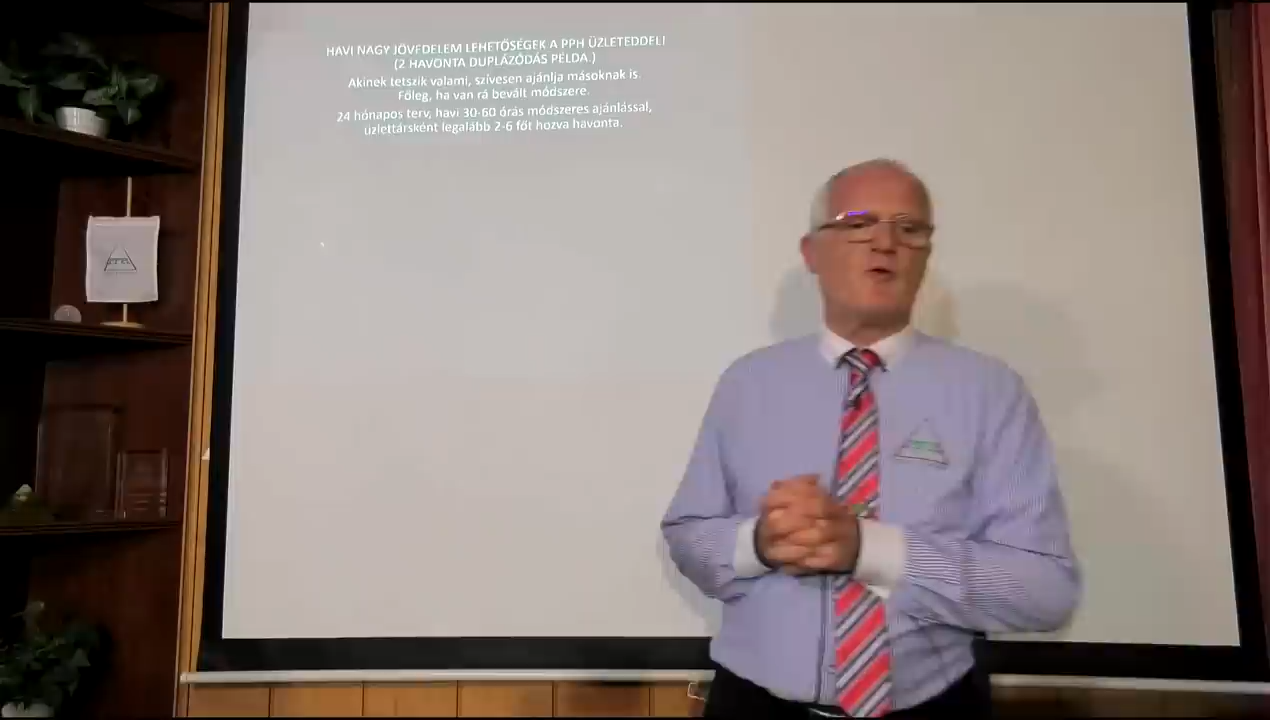 HAVI NAGY JÖVEDELEM LEHETŐSÉGEK A PPH ÜZLETEDDEL!
(2 HAVONTA DUPLÁZÓDÁS PÉLDA.)
Akinek tetszik valami, szívesen ajánlja másoknak is.
Főleg, ha van rá bevált módszere.
24 hónapos terv, havi 30-60 órás módszeres ajánlással,
üzlettársként legalább 2-6 főt hozva havonta.